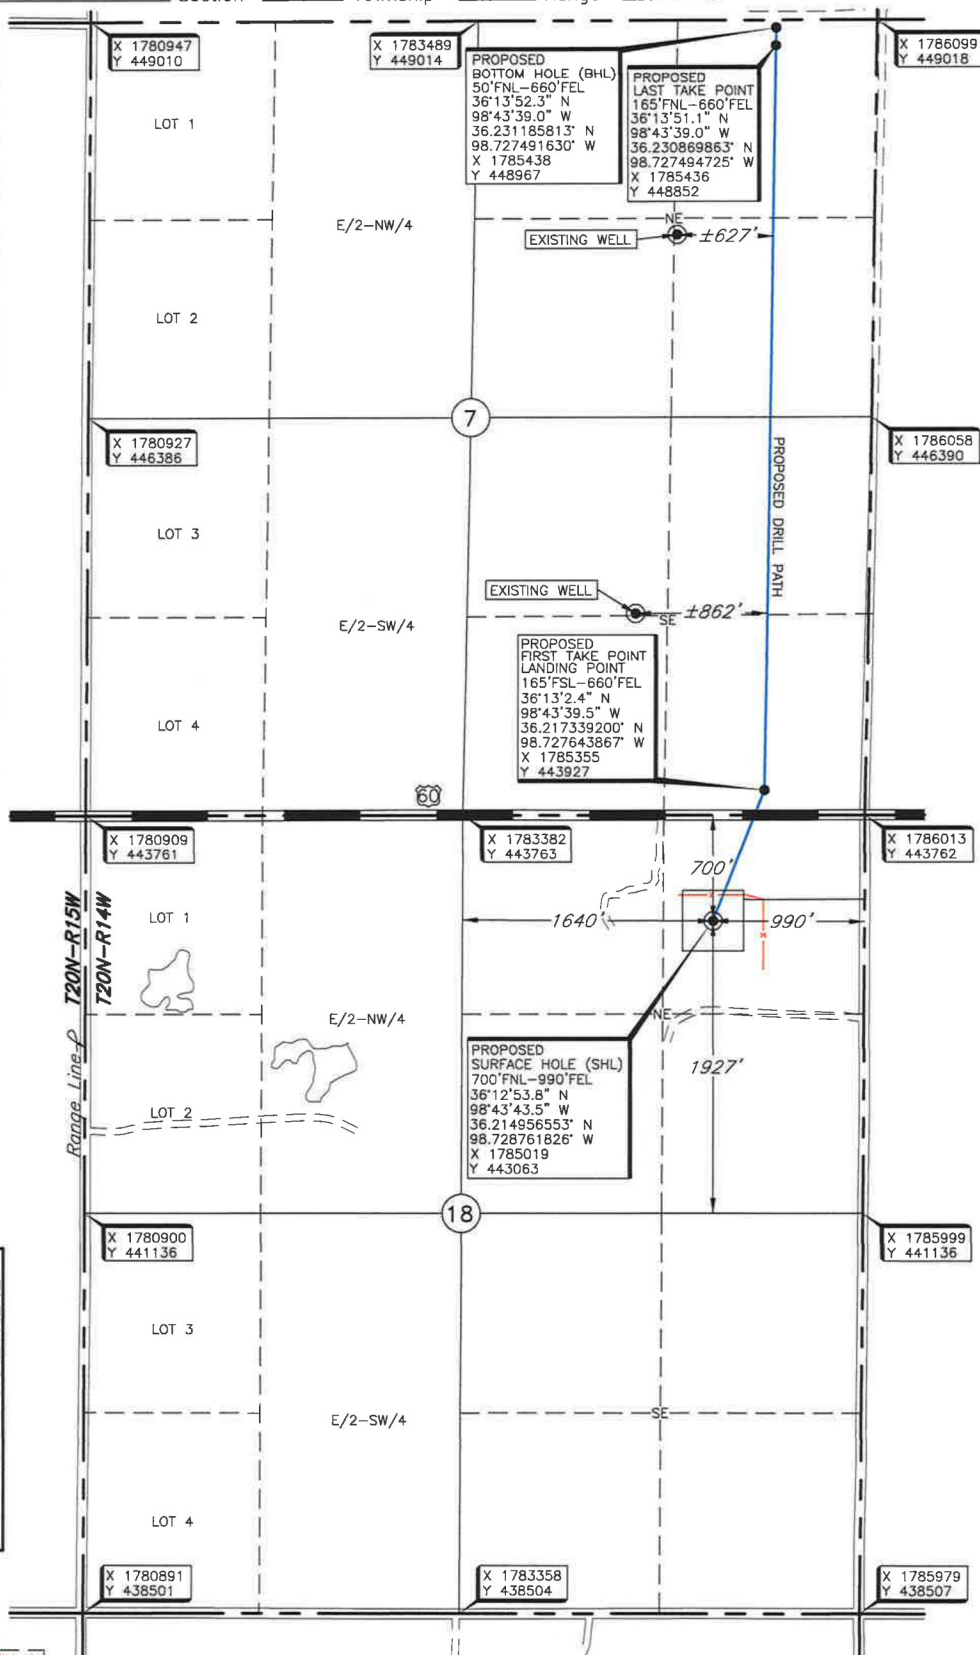 X 1780947
Y 449010
X 1783489
Y 449014
X 1786099
Y 449018
PROPOSED
BOTTOM HOLE (BHL)
50'FNL-660'FEL
36°13'52.3" N
98°43'39.0" W
36.231185813° N
98.727491630° W
X 1785438
Y 448967
PROPOSED
LAST TAKE POINT
165'FNL-660'FEL
36°13'51.1" N
98°43'39.0" W
36.230869863° N
98.727494725° W
X 1785436
Y 448852
LOT 1
E/2-NW/4
NE
EXISTING WELL
±627'
LOT 2
7
X 1780927
Y 446386
X 1786058
Y 446390
PROPOSED DRILL PATH
LOT 3
EXISTING WELL
±862'
SE
E/2-SW/4
PROPOSED
FIRST TAKE POINT
LANDING POINT
165'FSL-660'FEL
36°13'2.4" N
98°43'39.5" W
36.217339200° N
98.727643867° W
X 1785355
Y 443927
LOT 4
60
X 1780909
Y 443761
X 1783382
Y 443763
X 1786013
Y 443762
700'
T20N-R15W
T20N-R14W
LOT 1
1640'
990'
E/2-NW/4
NE
Range Line
PROPOSED
SURFACE HOLE (SHL)
700'FNL-990'FEL
36°12'53.8" N
98°43'43.5" W
36.214956553° N
98.728761826° W
X 1785019
Y 443063
1927'
LOT 2
18
X 1780900
Y 441136
X 1785999
Y 441136
LOT 3
E/2-SW/4
SE
LOT 4
X 1780891
Y 438501
X 1783358
Y 438504
X 1785979
Y 438507